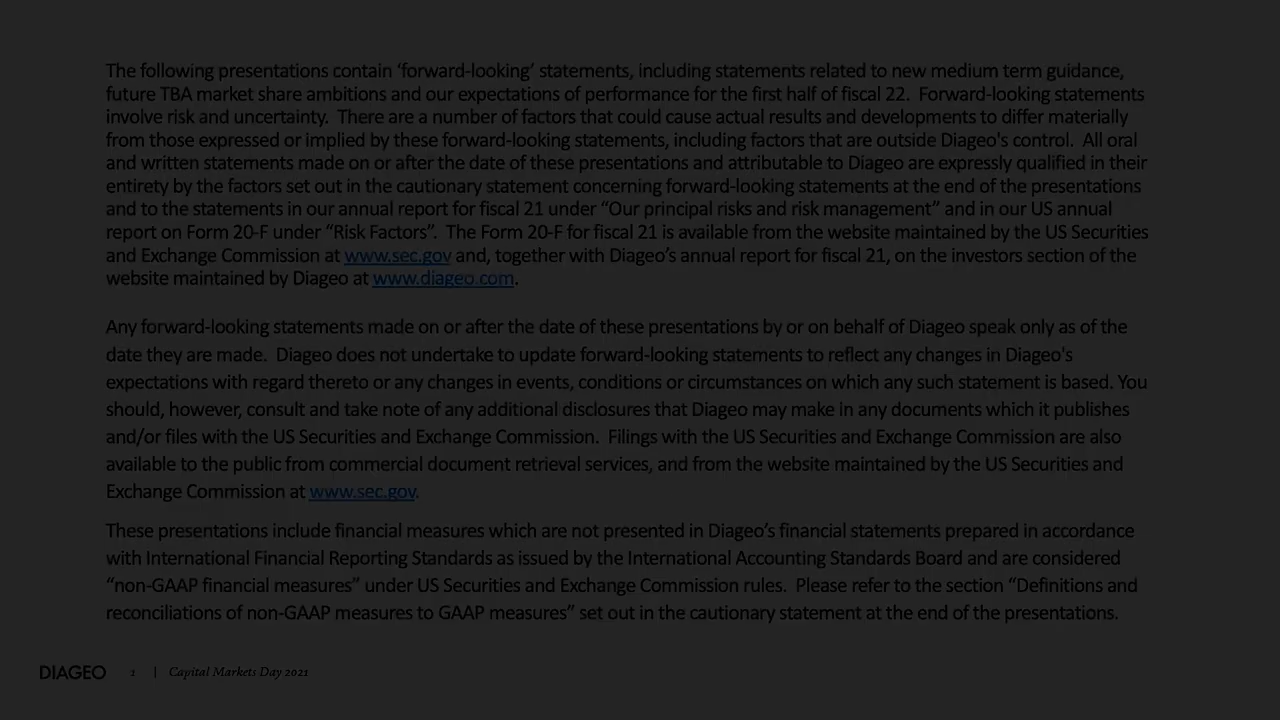 The following presentations contain ‘forward-looking’ statements, including statements related to new medium term guidance,
future TBA market share ambitions and our expectations of performance for the first half of fiscal 22.  Forward-looking statements
involve risk and uncertainty.  There are a number of factors that could cause actual results and developments to differ materially
from those expressed or implied by these forward-looking statements, including factors that are outside Diageo's control.  All oral
and written statements made on or after the date of these presentations and attributable to Diageo are expressly qualified in their
entirety by the factors set out in the cautionary statement concerning forward-looking statements at the end of the presentations
and to the statements in our annual report for fiscal 21 under “Our principal risks and risk management” and in our US annual
report on Form 20-F under “Risk Factors”.  The Form 20-F for fiscal 21 is available from the website maintained by the US Securities
and Exchange Commission at www.sec.gov and, together with Diageo’s annual report for fiscal 21, on the investors section of the
website maintained by Diageo at www.diageo.com.
Any forward-looking statements made on or after the date of these presentations by or on behalf of Diageo speak only as of the
date they are made.  Diageo does not undertake to update forward-looking statements to reflect any changes in Diageo's
expectations with regard thereto or any changes in events, conditions or circumstances on which any such statement is based. You
should, however, consult and take note of any additional disclosures that Diageo may make in any documents which it publishes
and/or files with the US Securities and Exchange Commission.  Filings with the US Securities and Exchange Commission are also
available to the public from commercial document retrieval services, and from the website maintained by the US Securities and
Exchange Commission at www.sec.gov.
These presentations include financial measures which are not presented in Diageo’s financial statements prepared in accordance
with International Financial Reporting Standards as issued by the International Accounting Standards Board and are considered
“non-GAAP financial measures” under US Securities and Exchange Commission rules.  Please refer to the section “Definitions and
reconciliations of non-GAAP measures to GAAP measures” set out in the cautionary statement at the end of the presentations.
DIAGEO 2 | Capital Markets Day 2021